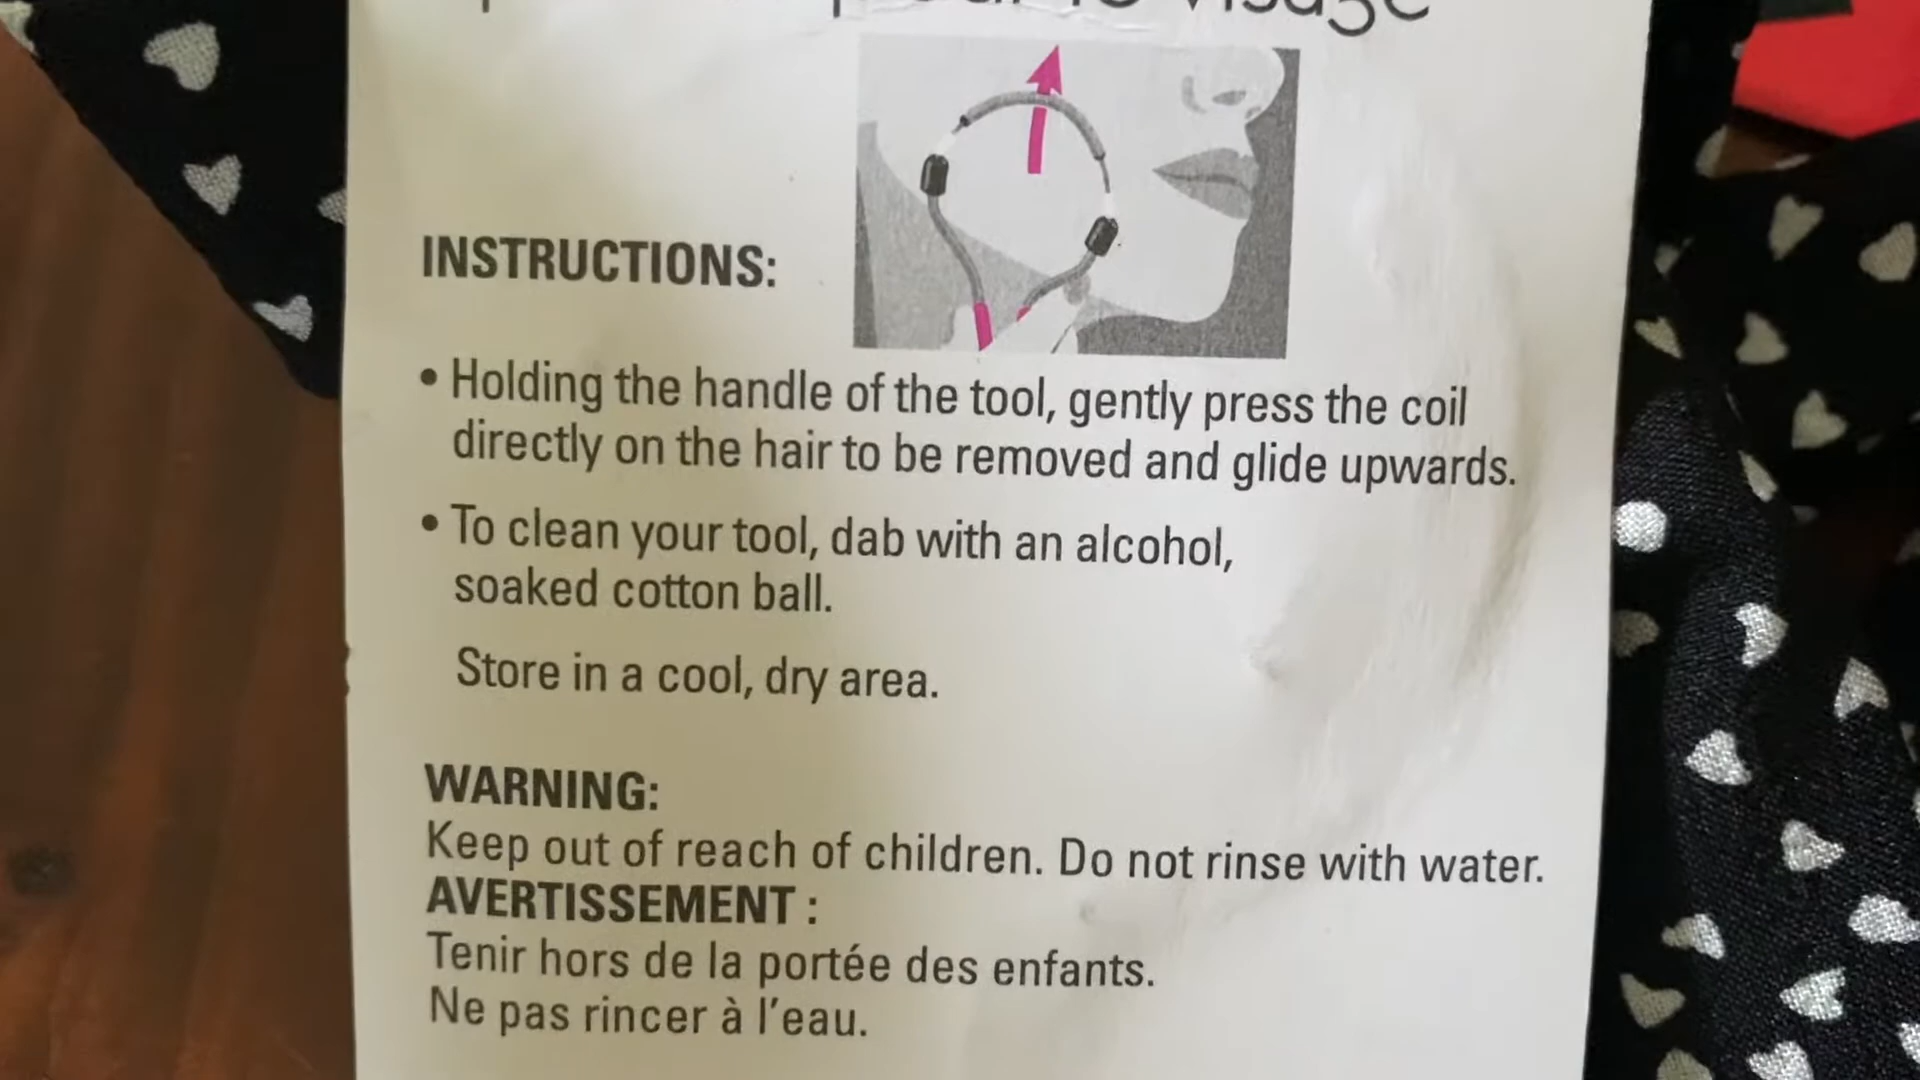 visage
INSTRUCTIONS:
• Holding the handle of the tool, gently press the coil
directly on the hair to be removed and glide upwards.
• To clean your tool, dab with an alcohol,
soaked cotton ball.
Store in a cool, dry area.
WARNING:
Keep out of reach of children. Do not rinse with water.
AVERTISSEMENT :
Tenir hors de la portée des enfants.
Ne pas rincer à l'eau.